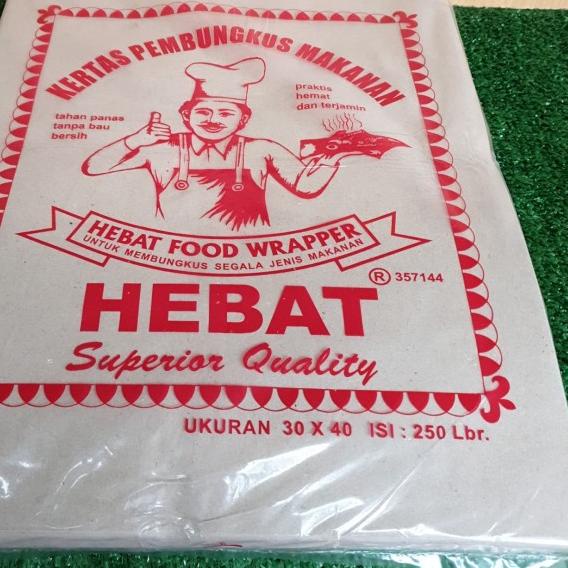 KERTAS PEMBUNGKUS MAKANAN
tahan panas
tanpa bau
bersih
praktis
hemat
dan terjamin
HEBAT FOOD WRAPPER
UNTUK MEMBUNGKUS SEGALA JENIS MAKANAN
® 357144
HEBAT
Superior Quality
UKURAN 30 X 40 ISI : 250 Lbr.